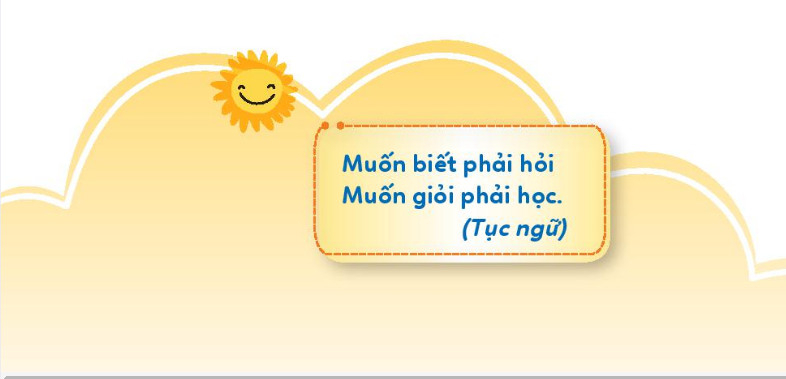 Muốn biết phải hỏi
Muốn giỏi phải học.
(Tục ngữ)